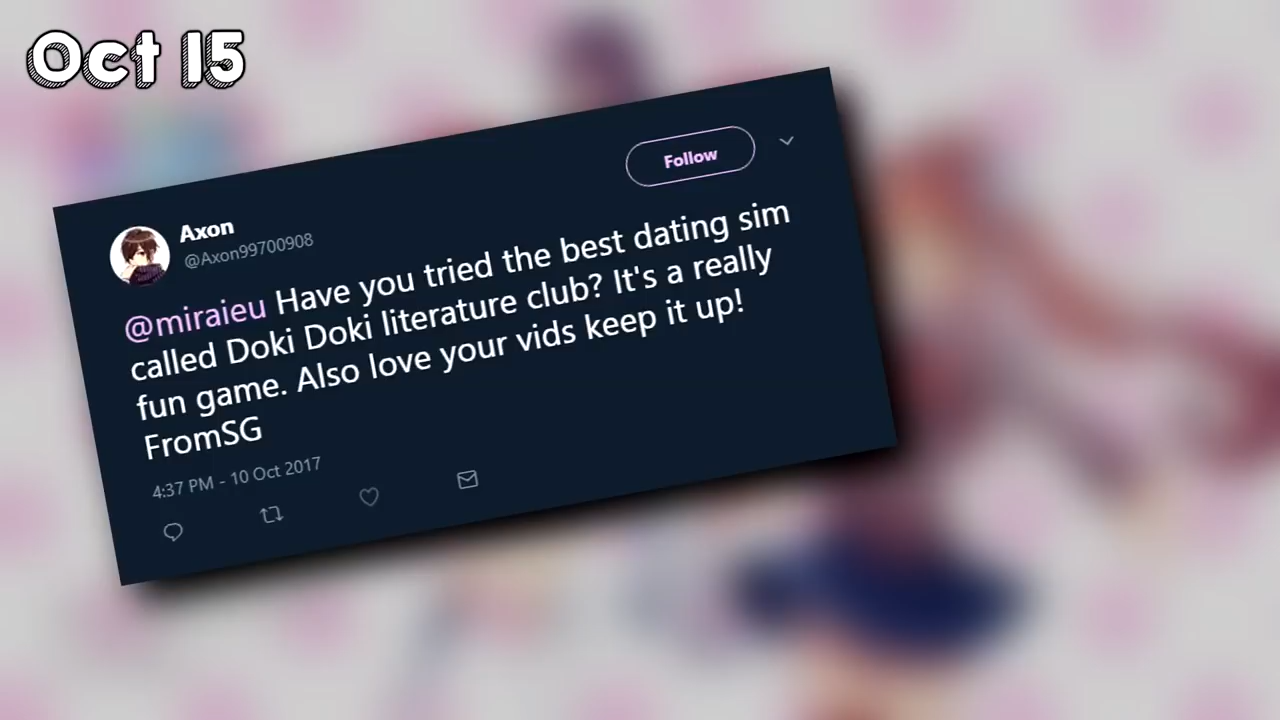 Oct 15
Follow
Axon
@Axon99700908
@miraieu Have you tried the best dating sim
called Doki Doki literature club? It's a really
fun game. Also love your vids keep it up!
FromSG
4:37 PM - 10 Oct 2017